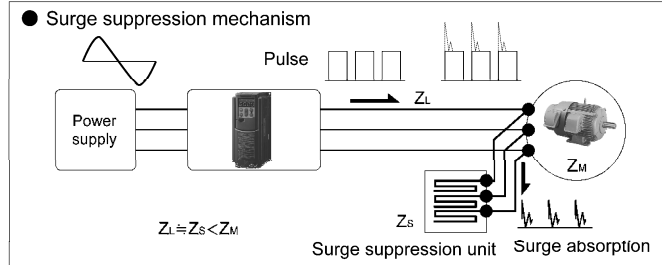 ● Surge suppression mechanism
Pulse
ZL
Power
supply
ZM
ZS
ZL≒ZS<ZM
Surge suppression unit
Surge absorption